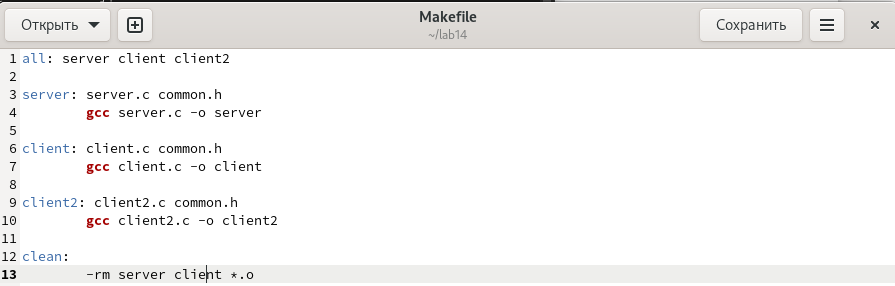 Открыть
Makefile
~/lab14
Сохранить
1 all: server client client2
2
3 server: server.c common.h
4         gcc server.c -o server
5
6 client: client.c common.h
7         gcc client.c -o client
8
9 client2: client2.c common.h
10         gcc client2.c -o client2
11
12 clean:
13         -rm server client *.o